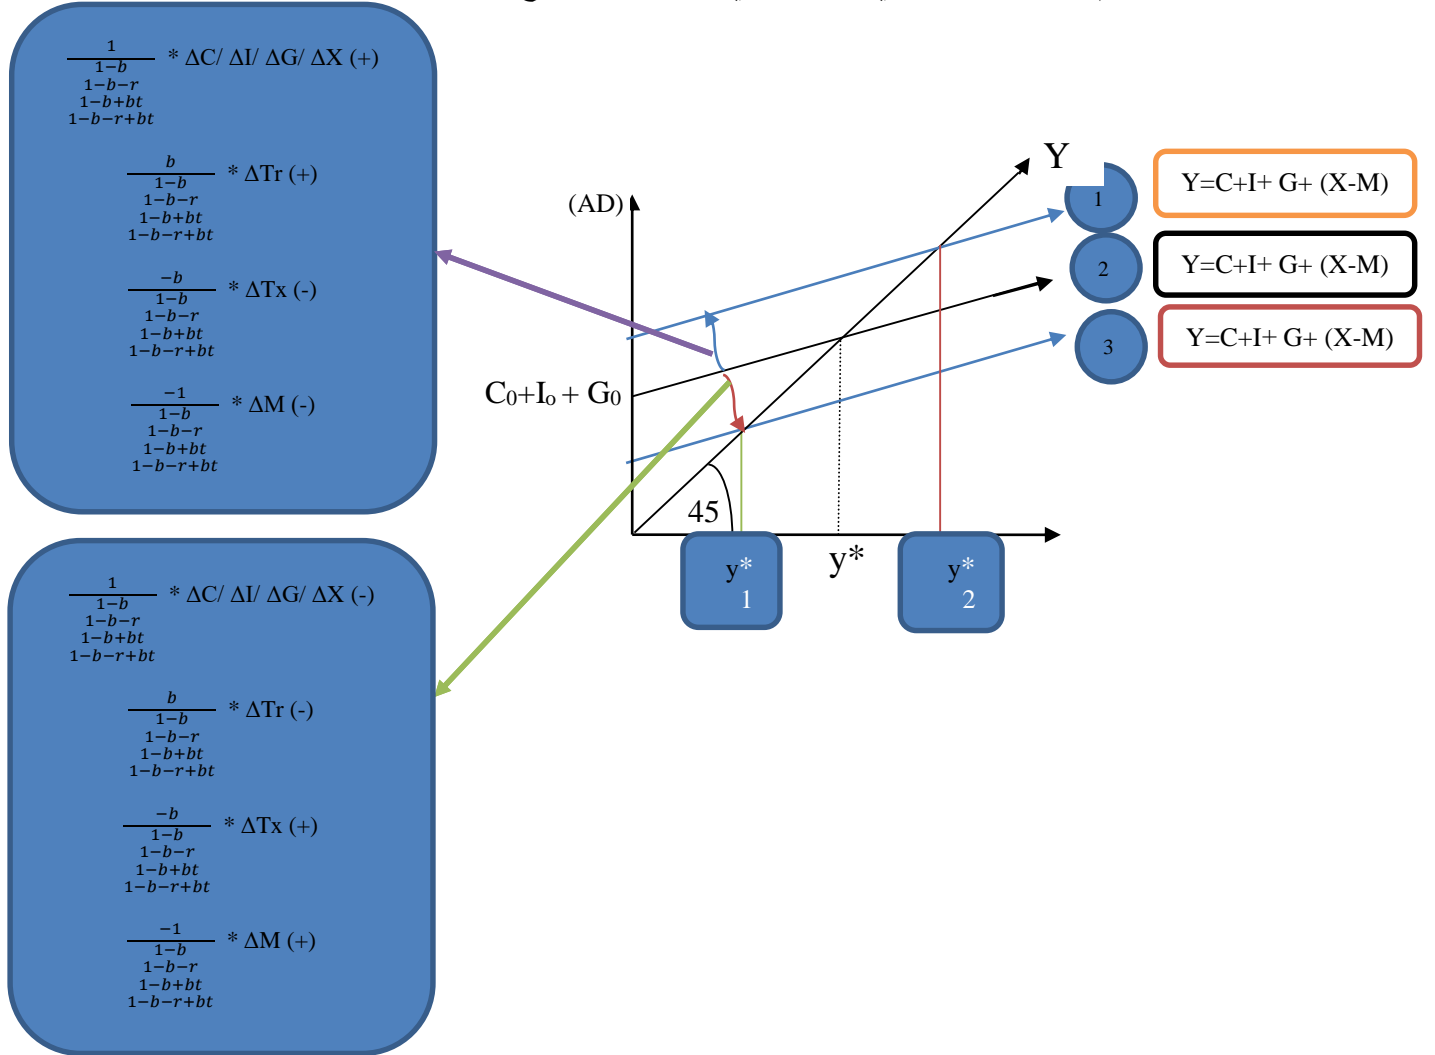 1
1−b
1−b−r
1−b+bt
1−b−r+bt
* ΔC/ ΔI/ ΔG/ ΔX (+)
b
1−b
1−b−r
1−b+bt
1−b−r+bt
* ΔTr (+)
−b
1−b
1−b−r
1−b+bt
1−b−r+bt
* ΔTx (-)
−1
1−b
1−b−r
1−b+bt
1−b−r+bt
* ΔM (-)
1
1−b
1−b−r
1−b+bt
1−b−r+bt
* ΔC/ ΔI/ ΔG/ ΔX (-)
b
1−b
1−b−r
1−b+bt
1−b−r+bt
* ΔTr (-)
−b
1−b
1−b−r
1−b+bt
1−b−r+bt
* ΔTx (+)
−1
1−b
1−b−r
1−b+bt
1−b−r+bt
* ΔM (+)
(AD)
Y
C₀+Iₒ + G₀
45
y*
1
y*
y*
2
1
Y=C+I+ G+ (X-M)
2
Y=C+I+ G+ (X-M)
3
Y=C+I+ G+ (X-M)